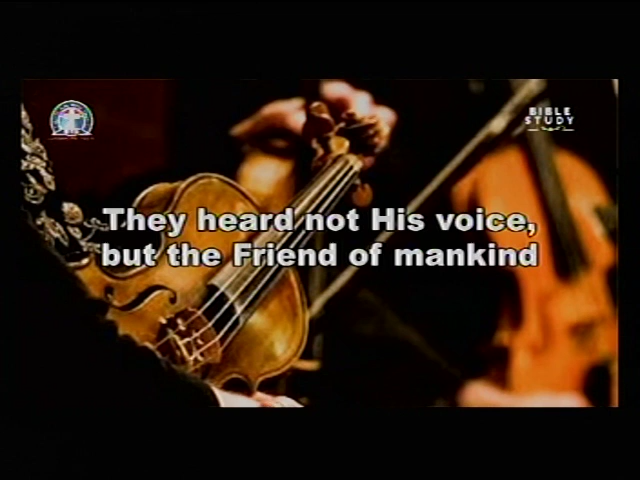 BIBLE
STUDY
They heard not His voice,
but the Friend of mankind